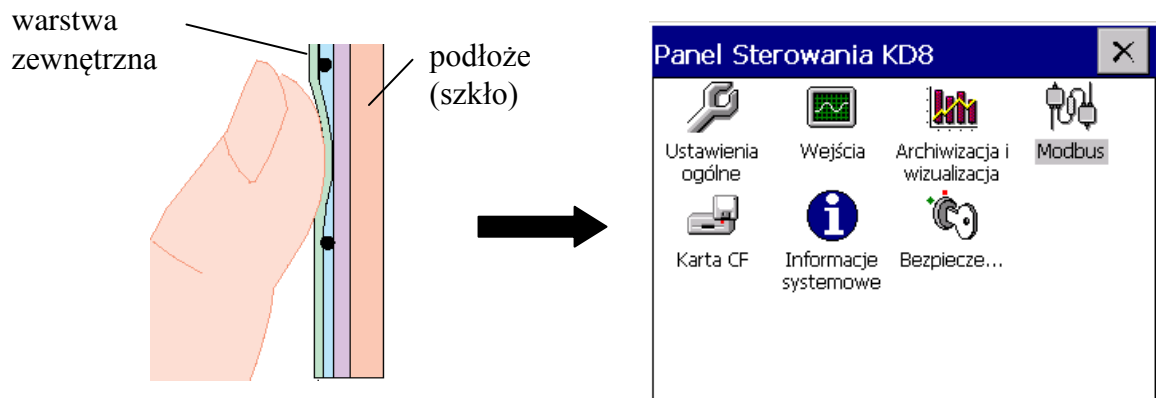 warstwa
zewnętrzna
podłoże
(szkło)
Panel Sterowania KD8
Ustawienia
ogólne
Wejścia
Archiwizacja i
wizualizacja
Modbus
Karta CF
Informacje
systemowe
Bezpiecze...